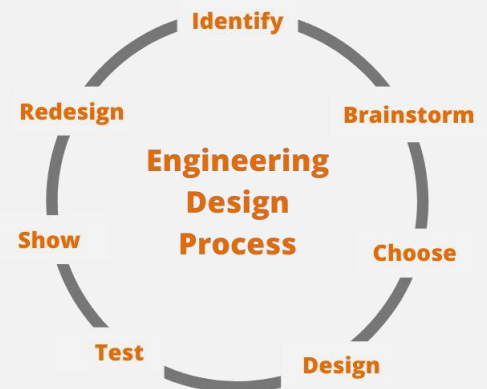 Identify
Brainstorm
Choose
Design
Test
Show
Redesign
Engineering
Design
Process